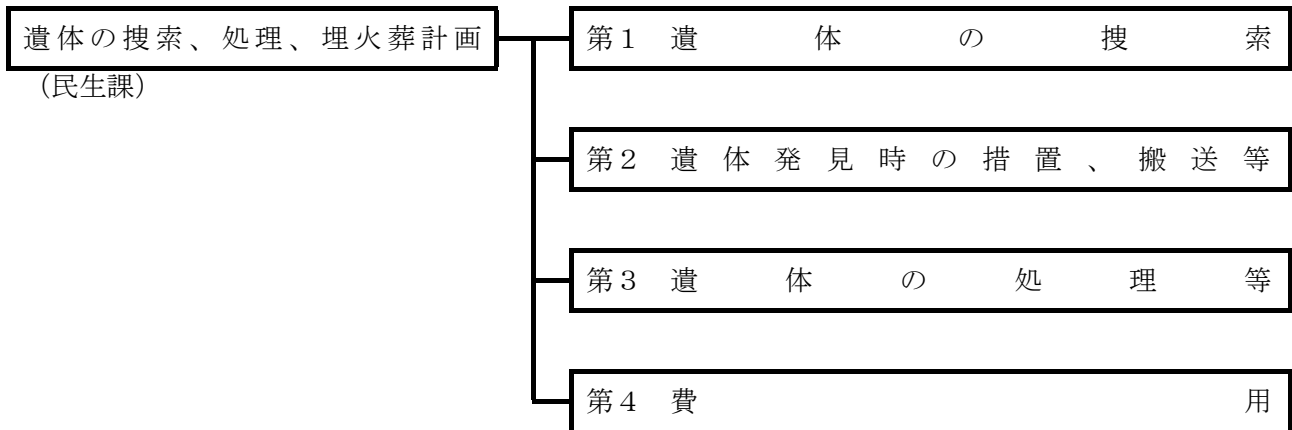 遺体の捜索、処理、埋火葬計画
（民生課）
第１ 遺体の捜索
第２ 遺体発見時の措置、搬送等
第３ 遺体の処理等
第４ 費用